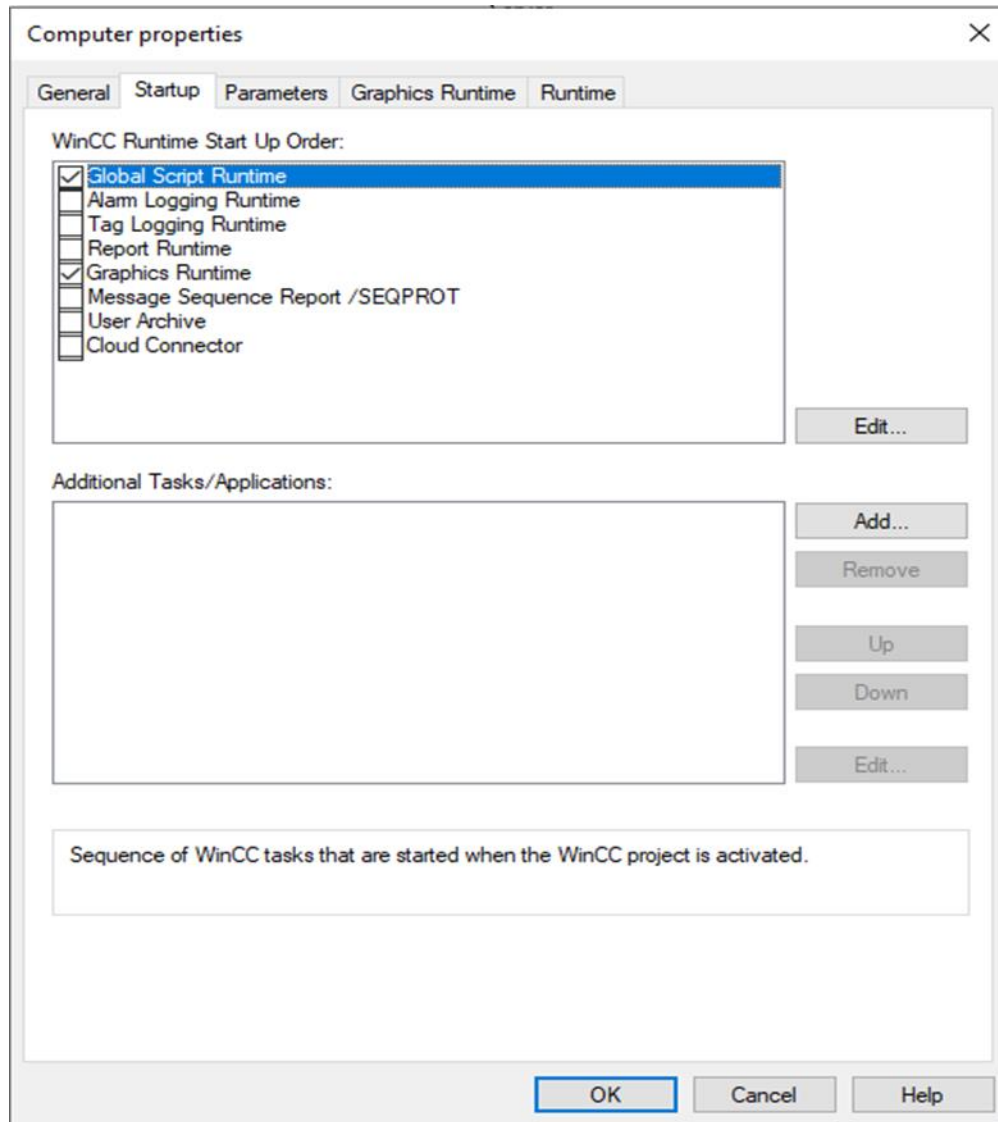 Computer properties
General Startup Parameters Graphics Runtime Runtime
WinCC Runtime Start Up Order:
Global Script Runtime
Alarm Logging Runtime
Tag Logging Runtime
Report Runtime
Graphics Runtime
Message Sequence Report /SEQPROT
User Archive
Cloud Connector
Edit...
Additional Tasks/Applications:
Add...
Remove
Up
Down
Edit...
Sequence of WinCC tasks that are started when the WinCC project is activated.
OK Cancel Help